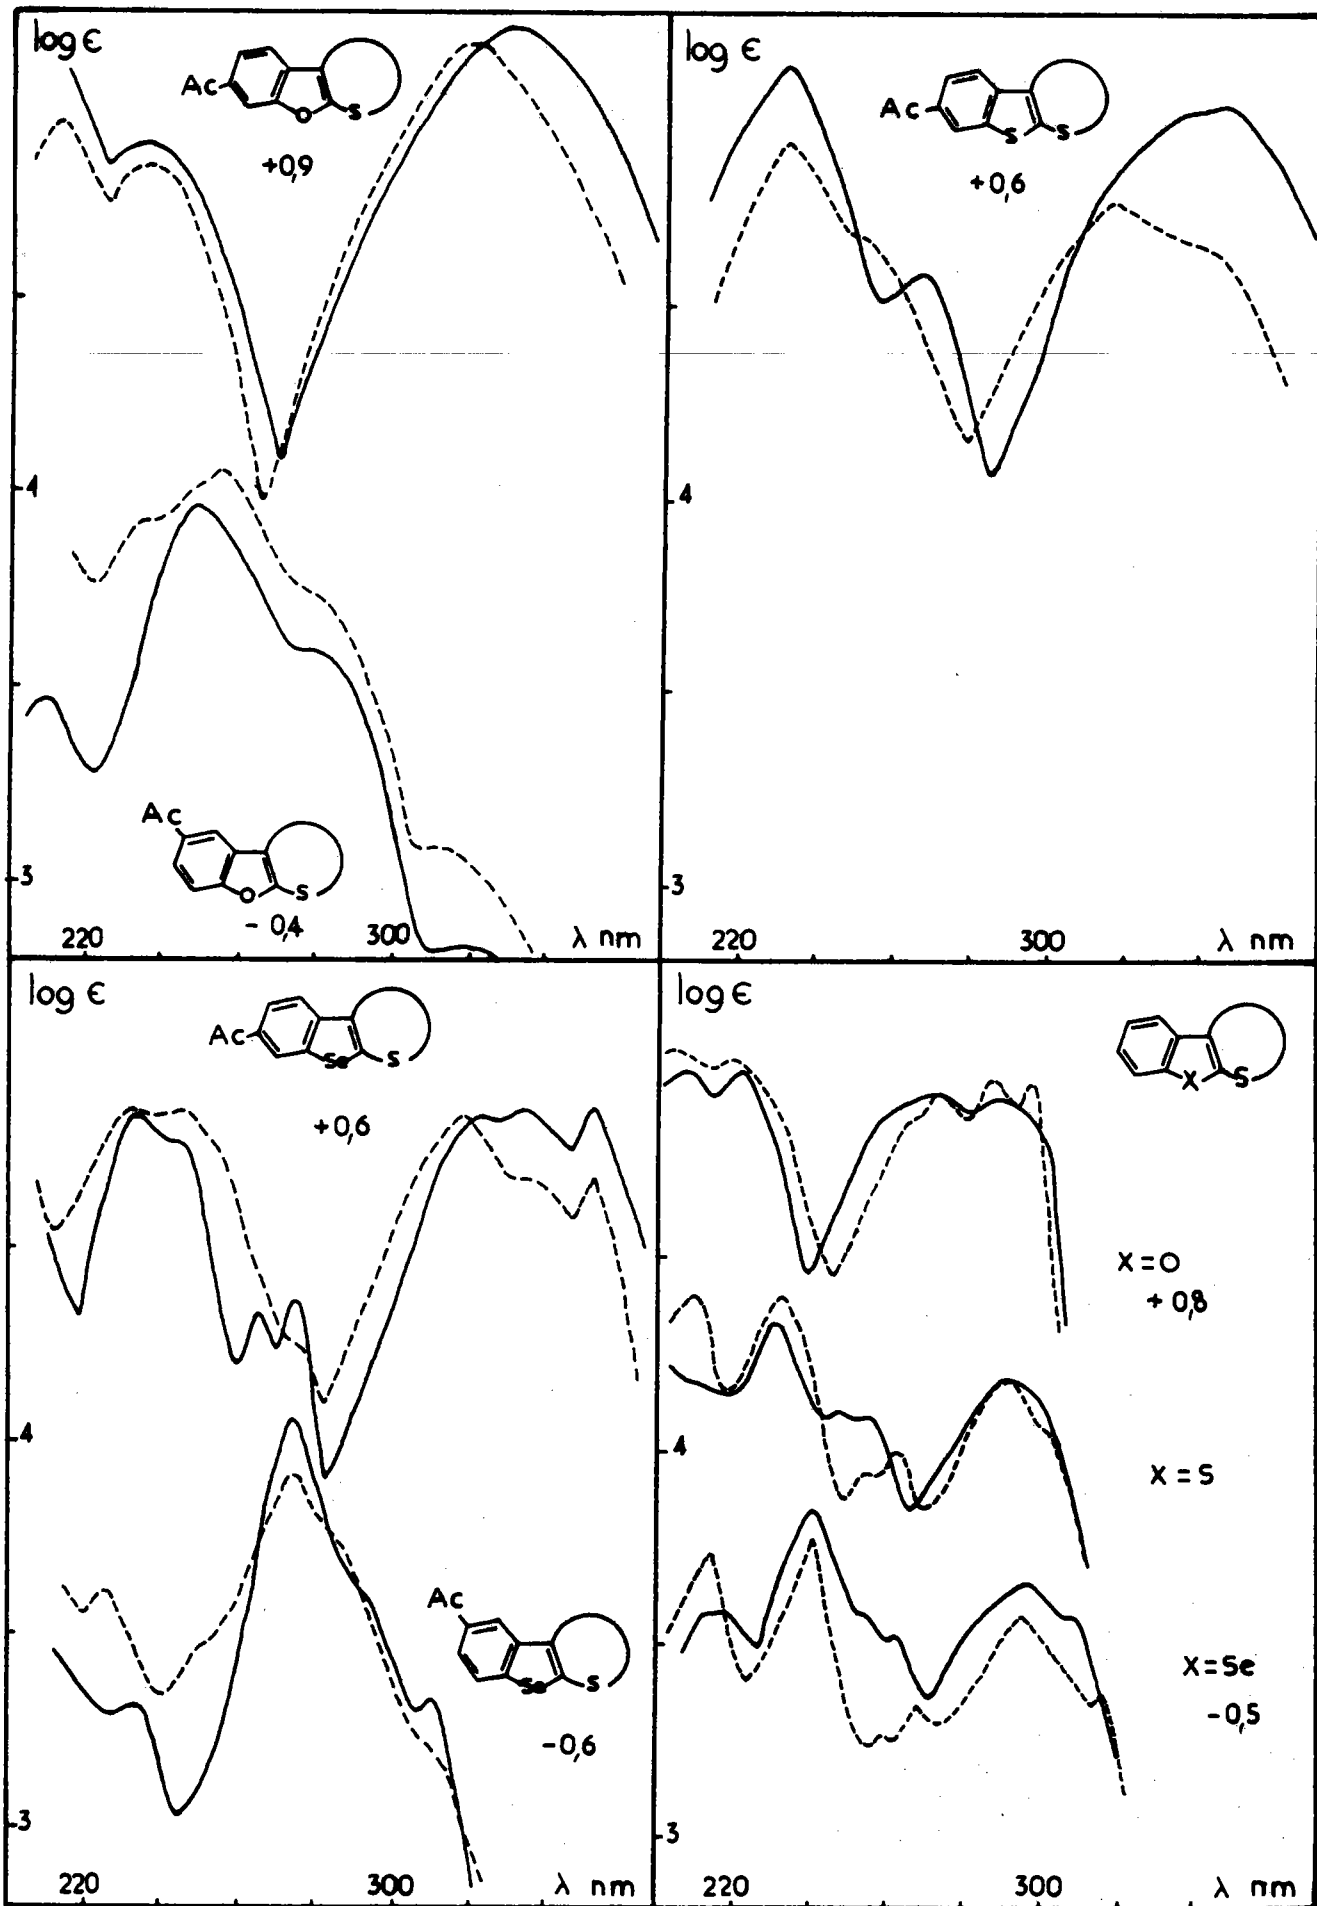 log ϵ
Ac
O
S
+0,9
4
Ac
O
S
- 0,4
3
220
300
λ nm
log ϵ
Ac
S
S
+0,6
4
3
220
300
λ nm
log ϵ
Ac
Se
S
+0,6
4
Ac
Se
S
-0,6
3
220
300
λ nm
log ϵ
X
S
X=O
+ 0,8
4
X=S
X=Se
-0,5
3
220
300
λ nm